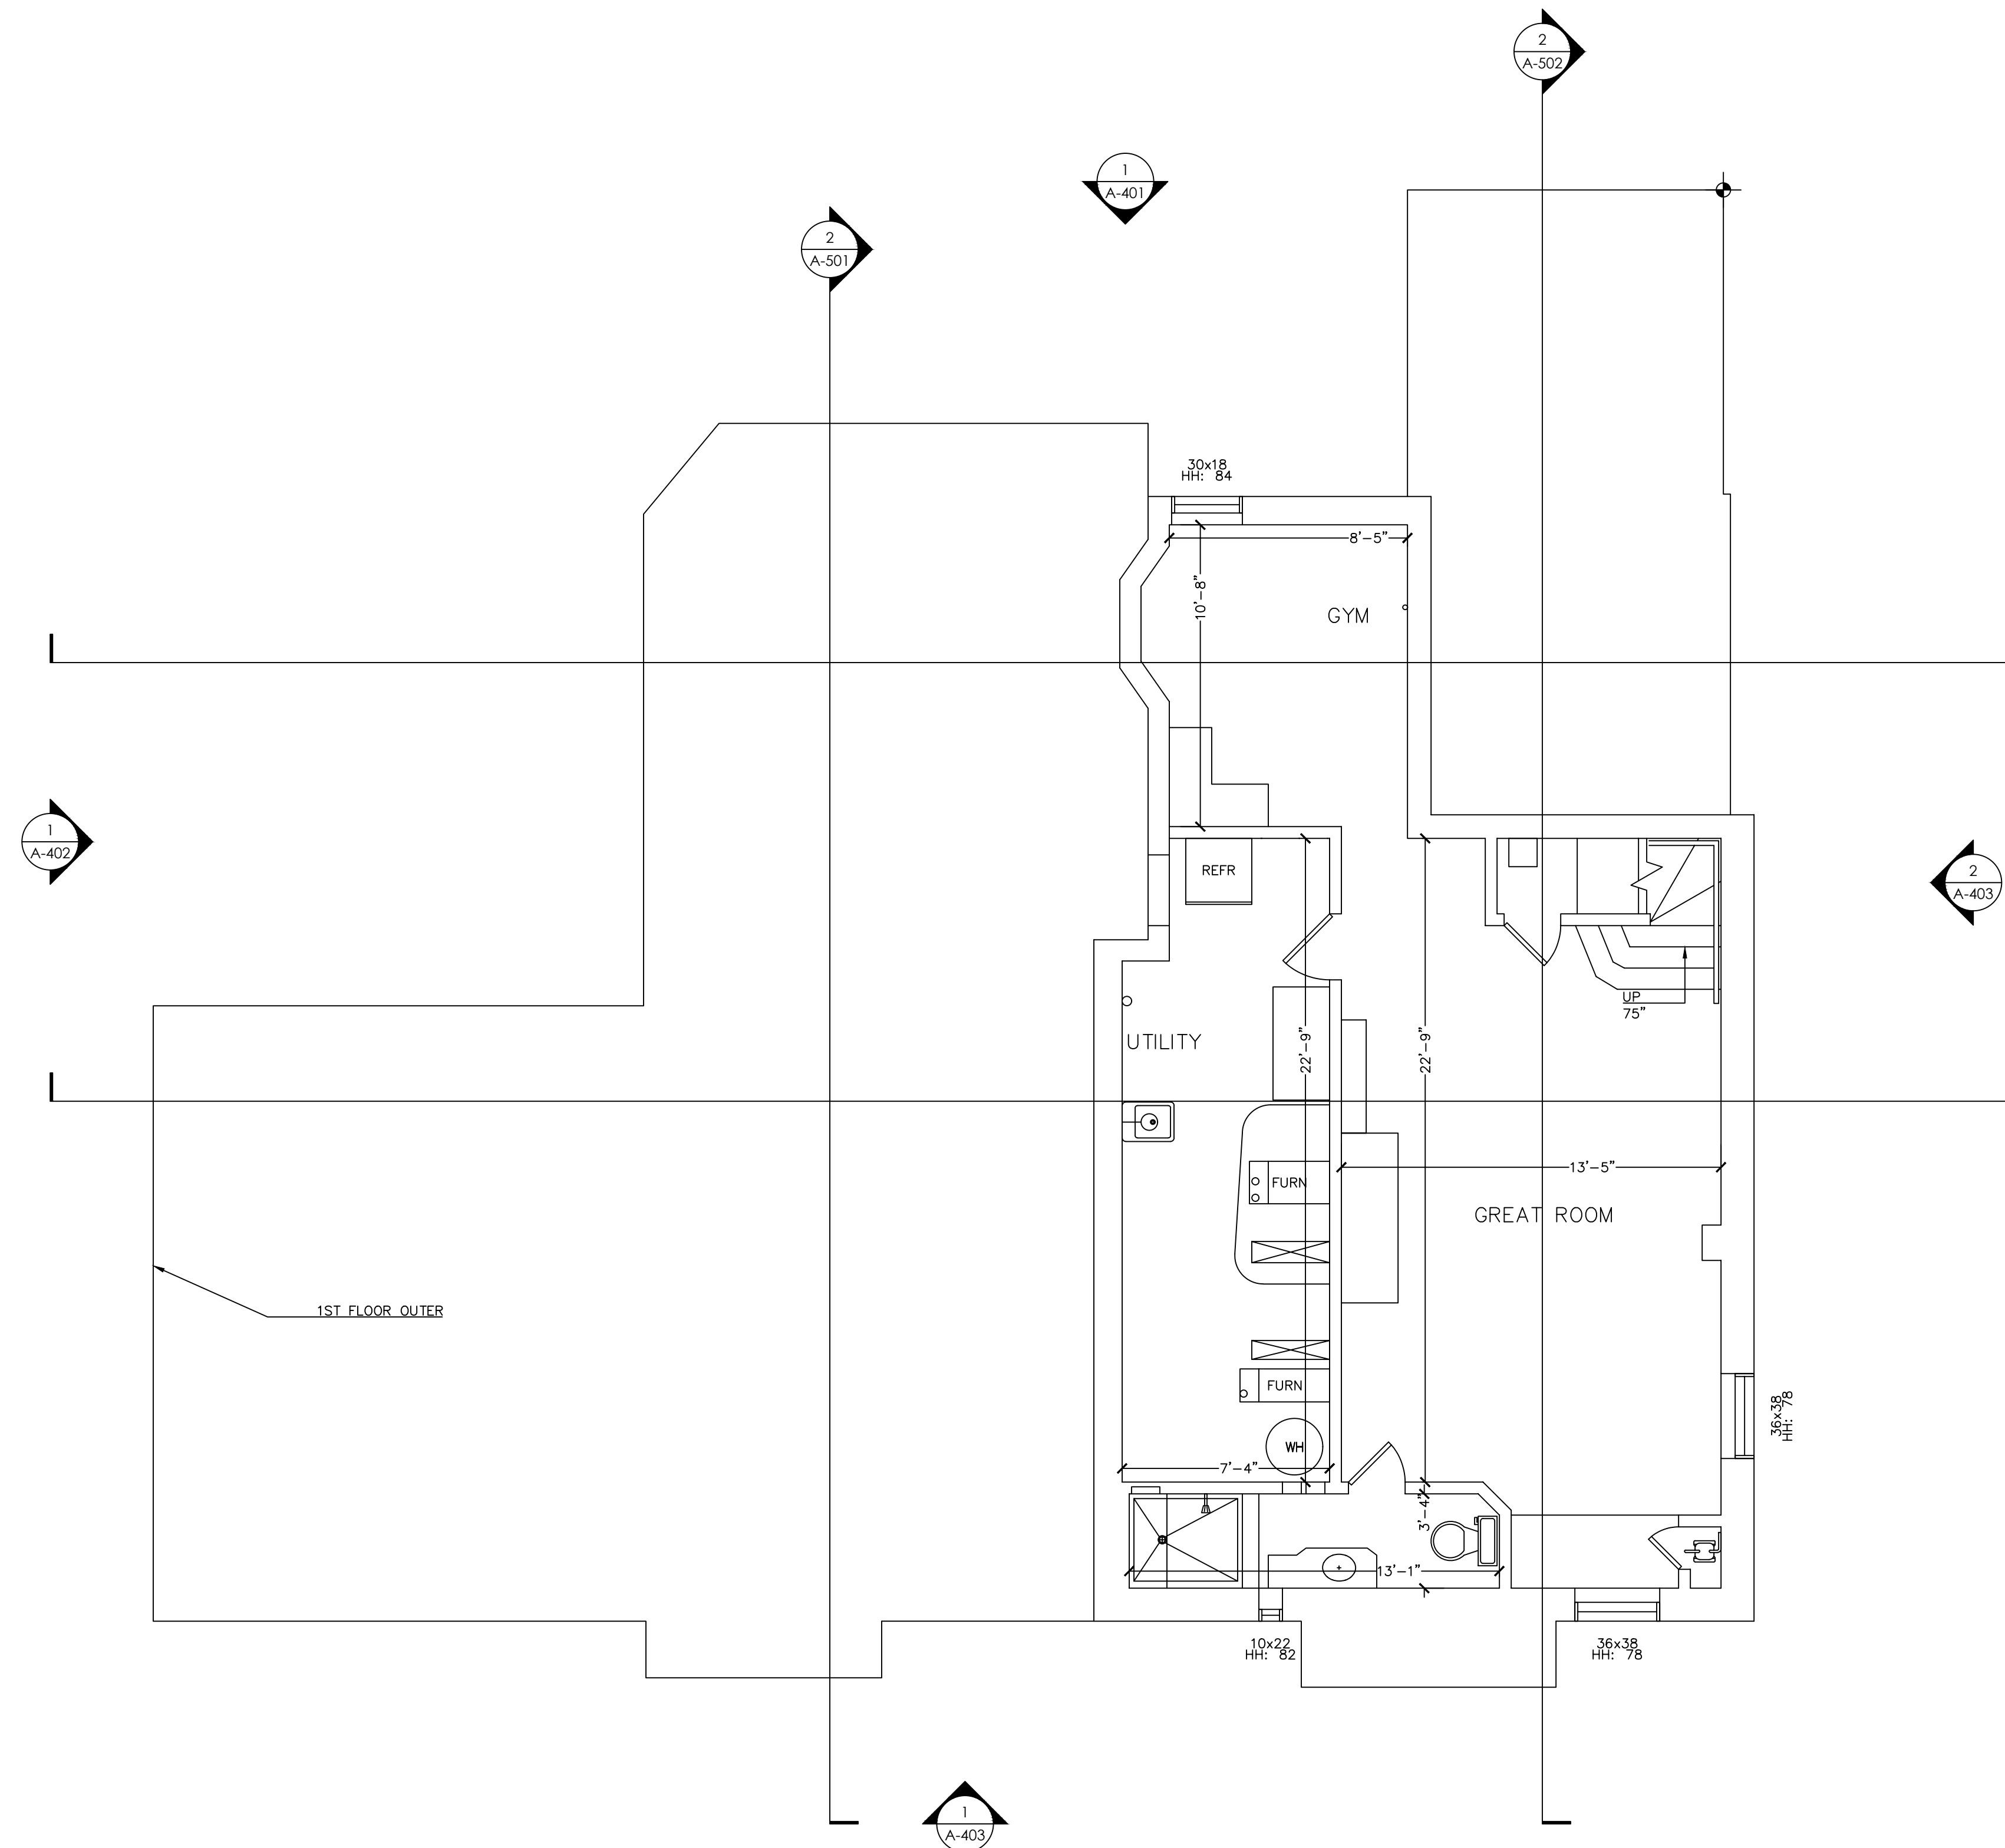 2
A-502
1
A-401
2
A-501
30x18
HH: 84
8'-5"
10'-8"
GYM
1
A-402
REFR
2
A-403
UP
75"
UTILITY
22'-9"
22'-9"
13'-5"
FURN
GREAT ROOM
1ST FLOOR OUTER
FURN
36x38
HH: 78
WH
7'-4"
3'-4"
13'-1"
10x22
HH: 82
36x38
HH: 78
1
A-403